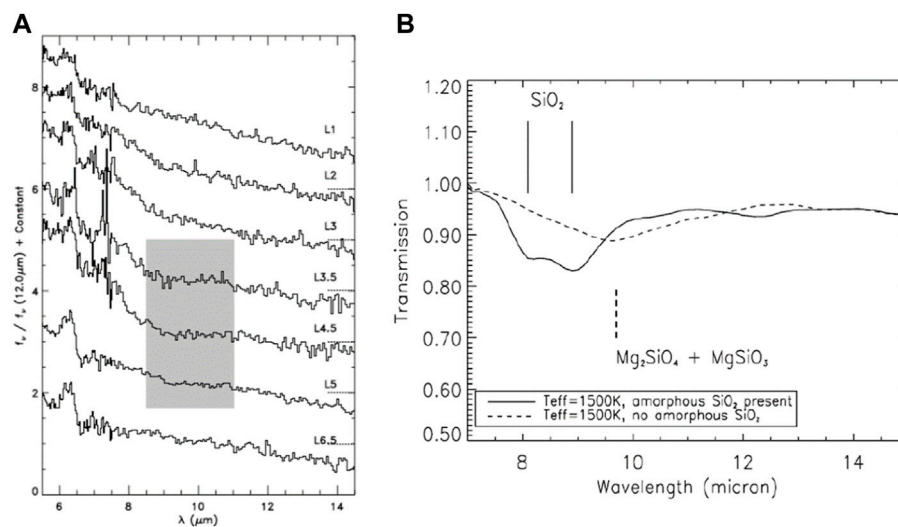 A
8
6
4
2
0
f_ν / f_ν (12.0μm) + Constant
L1
L2
L3
L3.5
L4.5
L5
L6.5
6 8 10 12 14
λ (μm)
B
1.20
1.10
1.00
0.90
0.80
0.70
0.60
0.50
Transmission
SiO₂
Mg₂SiO₄ + MgSiO₃
Teff=1500K, amorphous SiO₂ present
Teff=1500K, no amorphous SiO₂
8 10 12 14
Wavelength (micron)